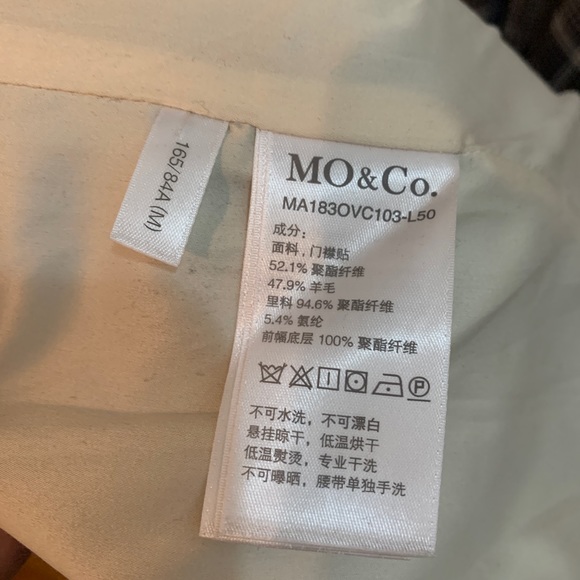 165/84A (M)
MO&Co.
MA183OVC103-L50
成分：
面料，门襟贴
52.1% 聚酯纤维
47.9% 羊毛
里料 94.6% 聚酯纤维
5.4% 氨纶
前幅底层 100% 聚酯纤维
P
不可水洗，不可漂白
悬挂晾干，低温烘干
低温熨烫，专业干洗
不可曝晒，腰带单独手洗